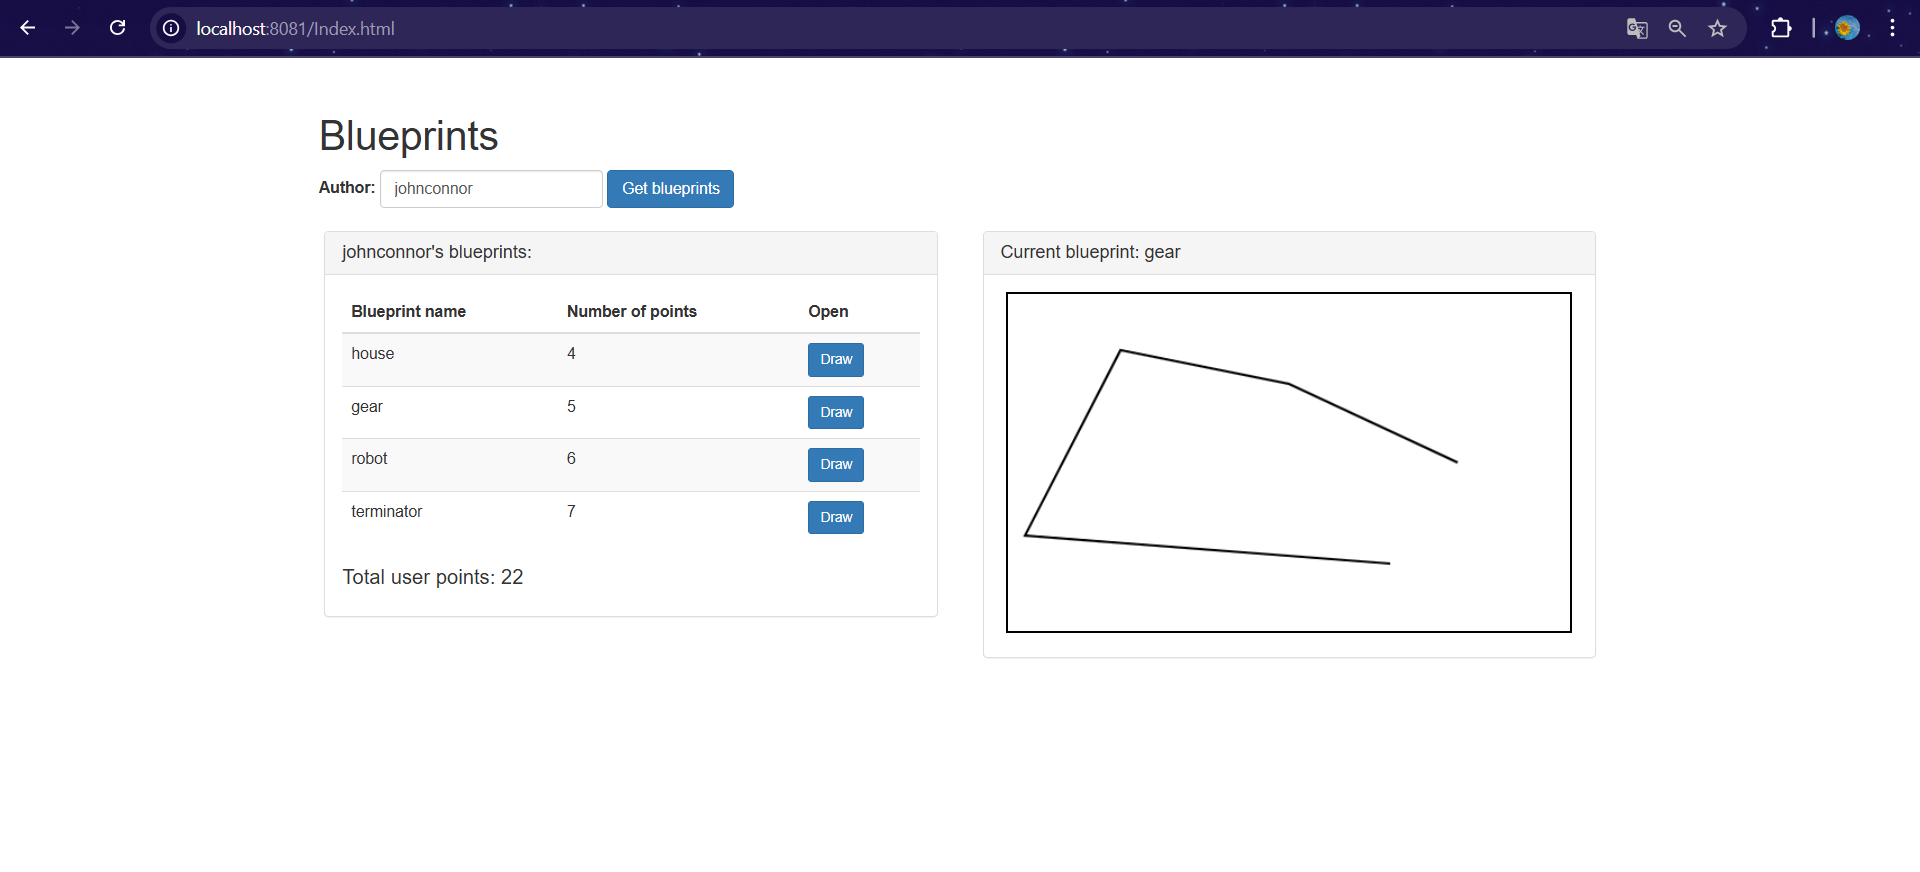 localhost:8081/Index.html
Blueprints
Author: johnconnor Get blueprints
johnconnor's blueprints:
Blueprint name Number of points Open
house 4 Draw
gear 5 Draw
robot 6 Draw
terminator 7 Draw
Total user points: 22
Current blueprint: gear